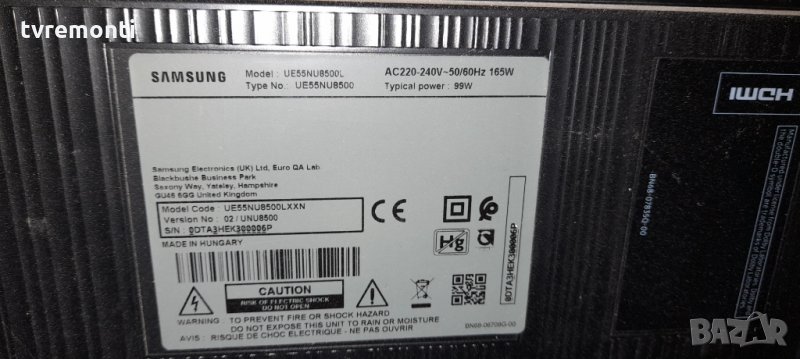 tvremonti
SAMSUNG
Model : UE55NU8500L
Type No. : UE55NU8500
AC220-240V~50/60Hz 165W
Typical power : 99W
Samsung Electronics (UK) Ltd, Euro QA Lab.
Blackbushe Business Park
Saxony Way, Yateley, Hampshire
GU46 6GG United Kingdom
Model Code : UE55NU8500LXXN
Version No : 02 / UNU8500
S/N : 0DTA3HEK300006P
MADE IN HUNGARY
CE
Hg
0DTA3HEK300006P
CAUTION
RISK OF ELECTRIC SHOCK
DO NOT OPEN
WARNING : TO PREVENT FIRE OR SHOCK HAZARD
DO NOT EXPOSE THIS UNIT TO RAIN OR MOISTURE
AVIS : RISQUE DE CHOC ELECTRIQUE - NE PAS OUVRIR
HDMI
BAZAR